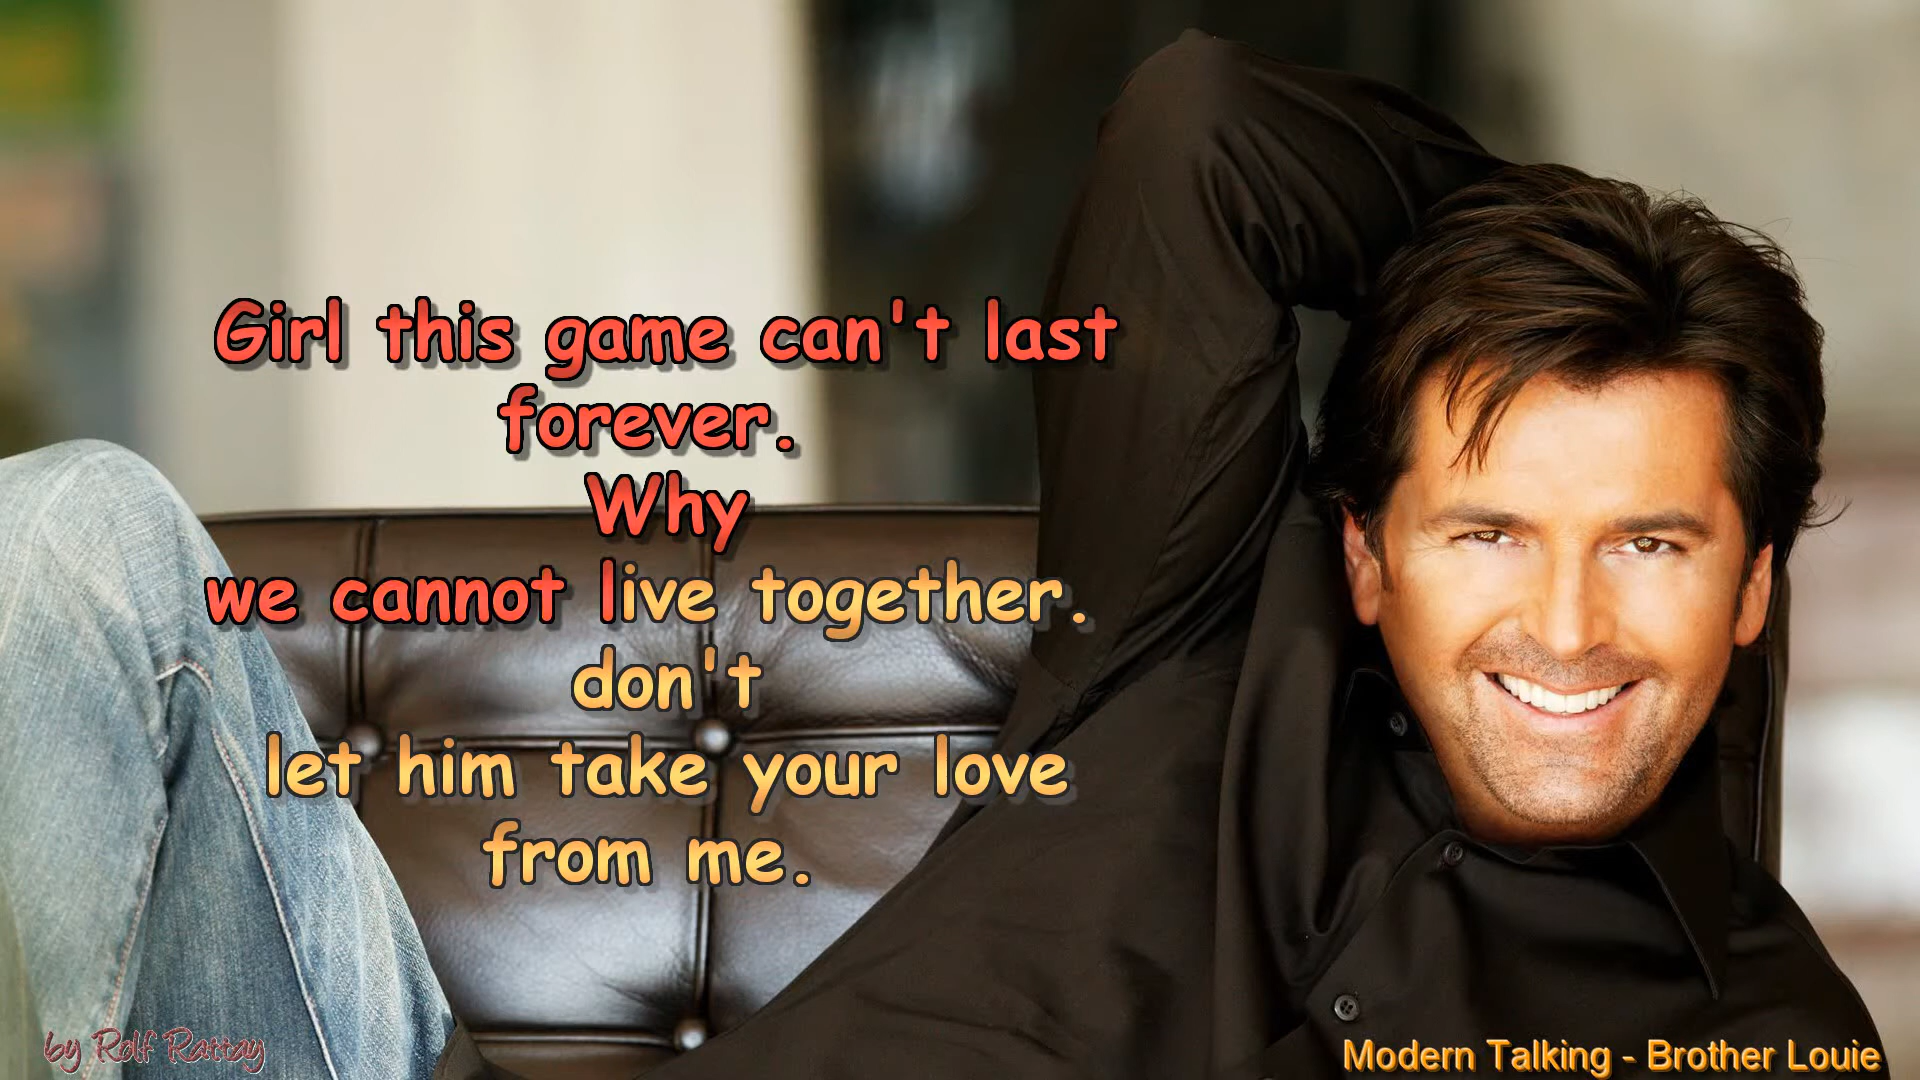 Girl this game can't last
forever.
Why
we cannot live together.
don't
let him take your love
from me.
by Rolf Rattay
Modern Talking - Brother Louie